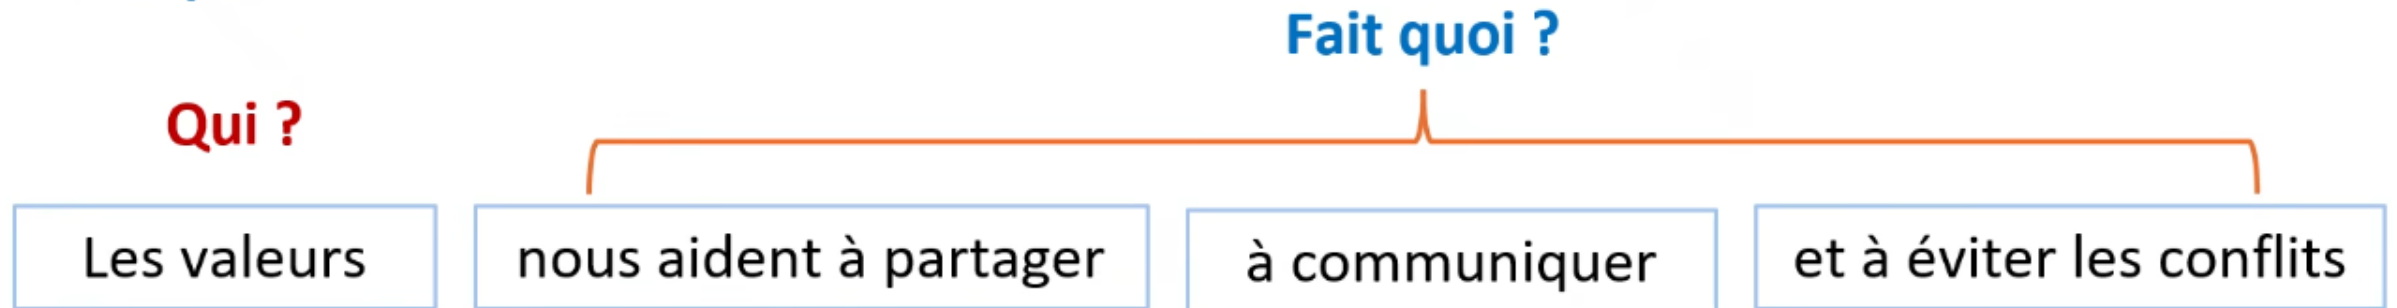 Fait quoi ?
Qui ?
Les valeurs nous aident à partager à communiquer et à éviter les conflits